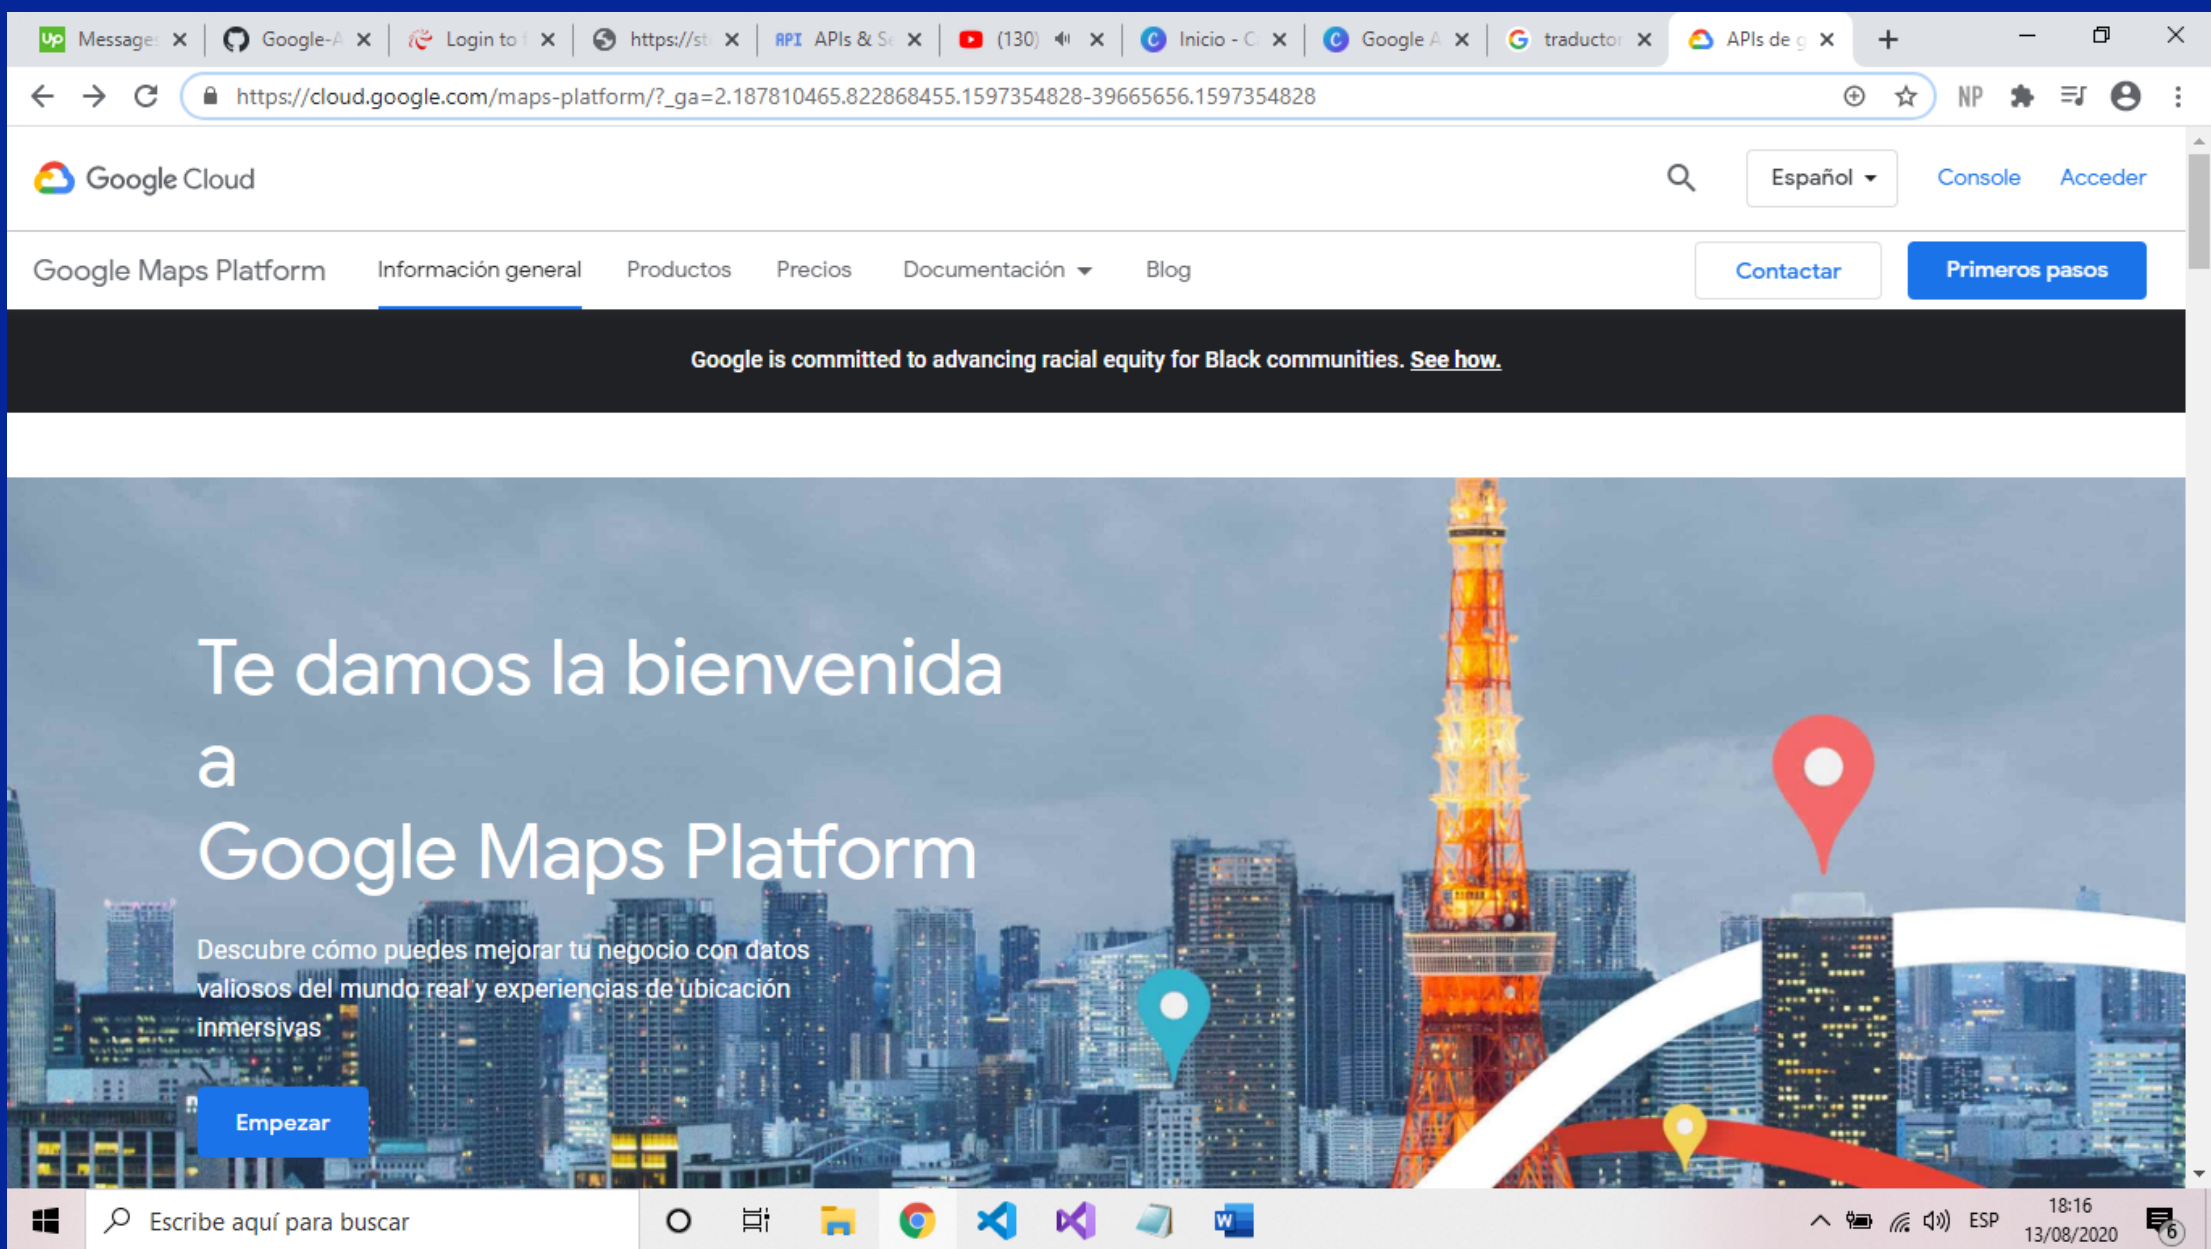 Messages
Google-A
Login to f
https://st
API APIs & Se
(130)
Inicio - C
Google A
traductor
APIs de g
https://cloud.google.com/maps-platform/?_ga=2.187810465.822868455.1597354828-39665656.1597354828
NP
Google Cloud
Español
Console
Acceder
Google Maps Platform
Información general
Productos
Precios
Documentación
Blog
Contactar
Primeros pasos
Google is committed to advancing racial equity for Black communities. See how.
Te damos la bienvenida
a
Google Maps Platform
Descubre cómo puedes mejorar tu negocio con datos
valiosos del mundo real y experiencias de ubicación
inmersivas
Empezar
Escribe aquí para buscar
ESP
18:16
13/08/2020
6